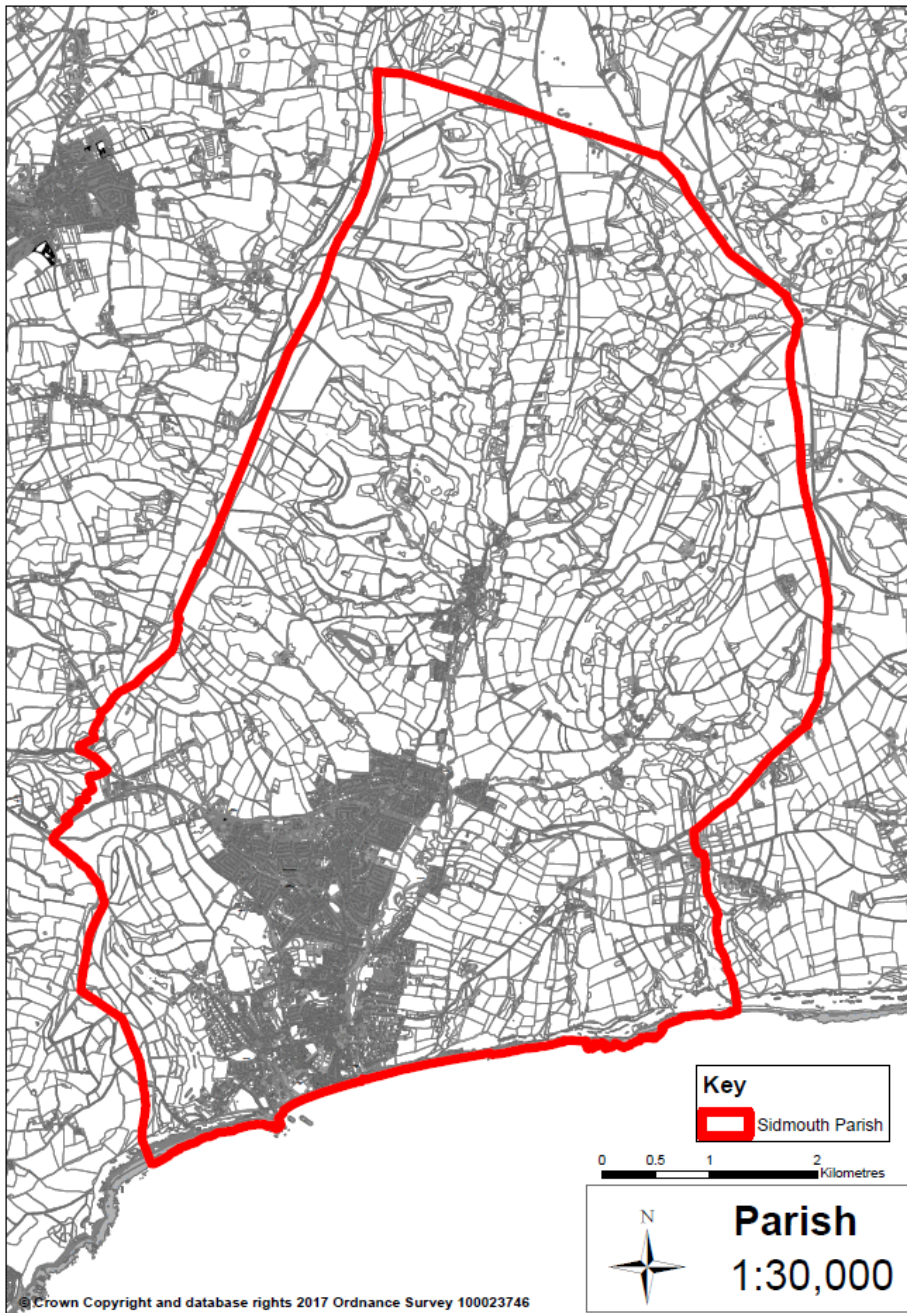 Key
Sidmouth Parish
0 0.5 1 2
Kilometres
N
Parish
1:30,000
© Crown Copyright and database rights 2017 Ordnance Survey 100023746